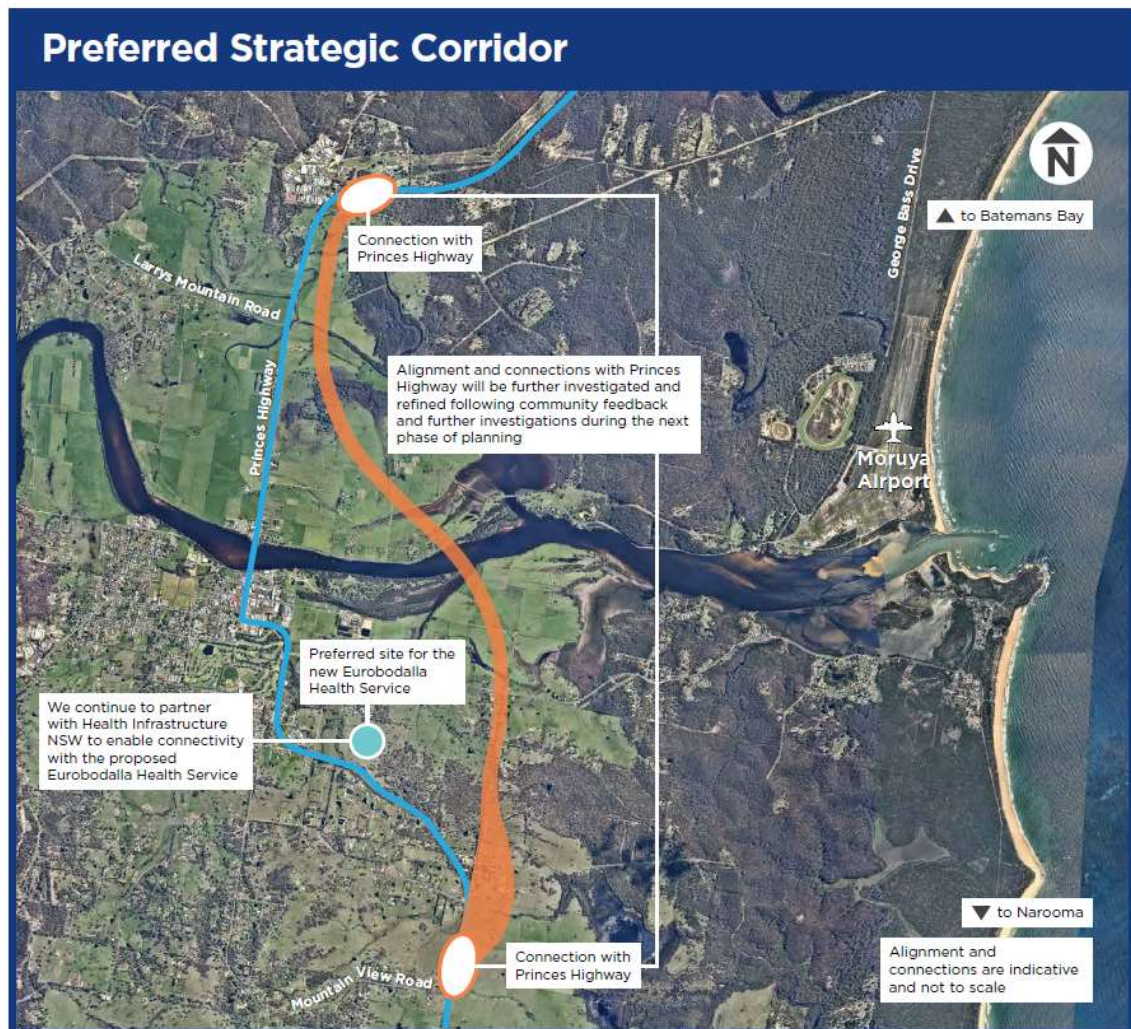 Preferred Strategic Corridor
N
to Batemans Bay
George Bass Drive
Connection with
Princes Highway
Larrys Mountain Road
Princes Highway
Alignment and connections with Princes
Highway will be further investigated and
refined following community feedback
and further investigations during the next
phase of planning
Moruya
Airport
Preferred site for the
new Eurobodalla
Health Service
We continue to partner
with Health Infrastructure
NSW to enable connectivity
with the proposed
Eurobodalla Health Service
to Narooma
Connection with
Princes Highway
Mountain View Road
Alignment and
connections are indicative
and not to scale